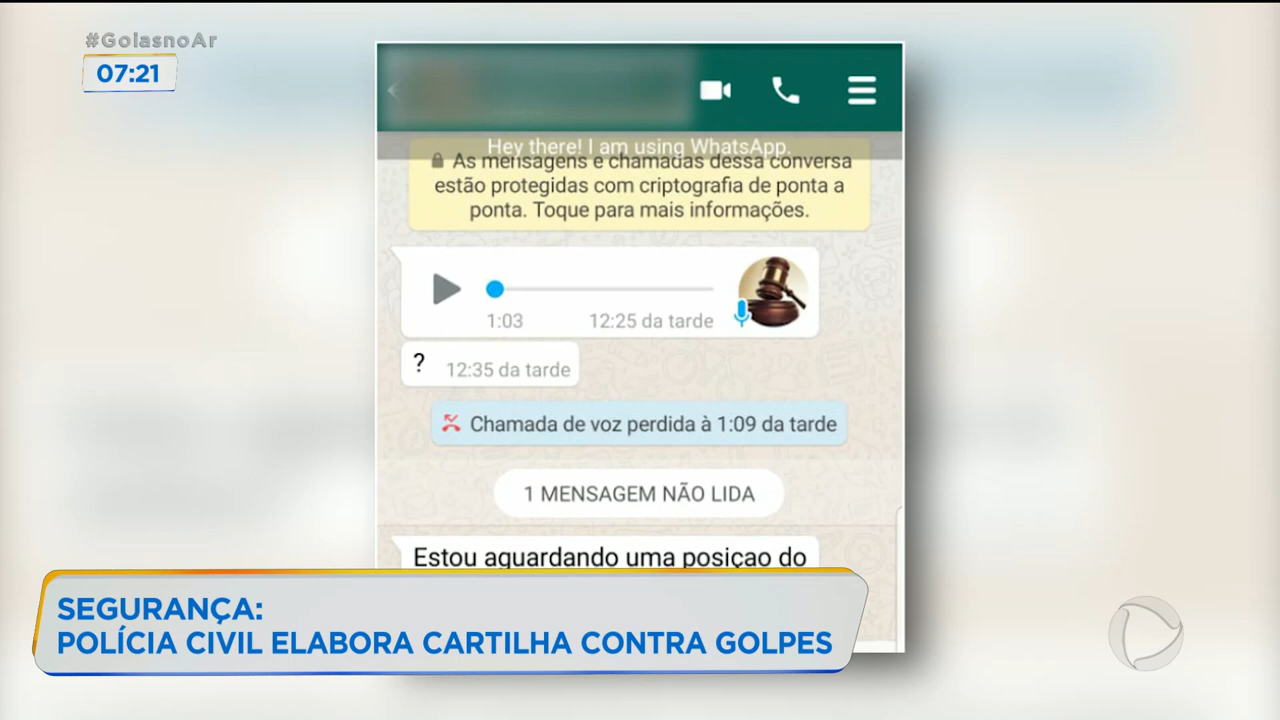 #GoiasnoAr
07:21
Hey there! I am using WhatsApp.
As mensagens e chamadas dessa conversa
estão protegidas com criptografia de ponta a
ponta. Toque para mais informações.
1:03
12:25 da tarde
? 12:35 da tarde
Chamada de voz perdida à 1:09 da tarde
1 MENSAGEM NÃO LIDA
Estou aguardando uma posiçao do
SEGURANÇA:
POLÍCIA CIVIL ELABORA CARTILHA CONTRA GOLPES